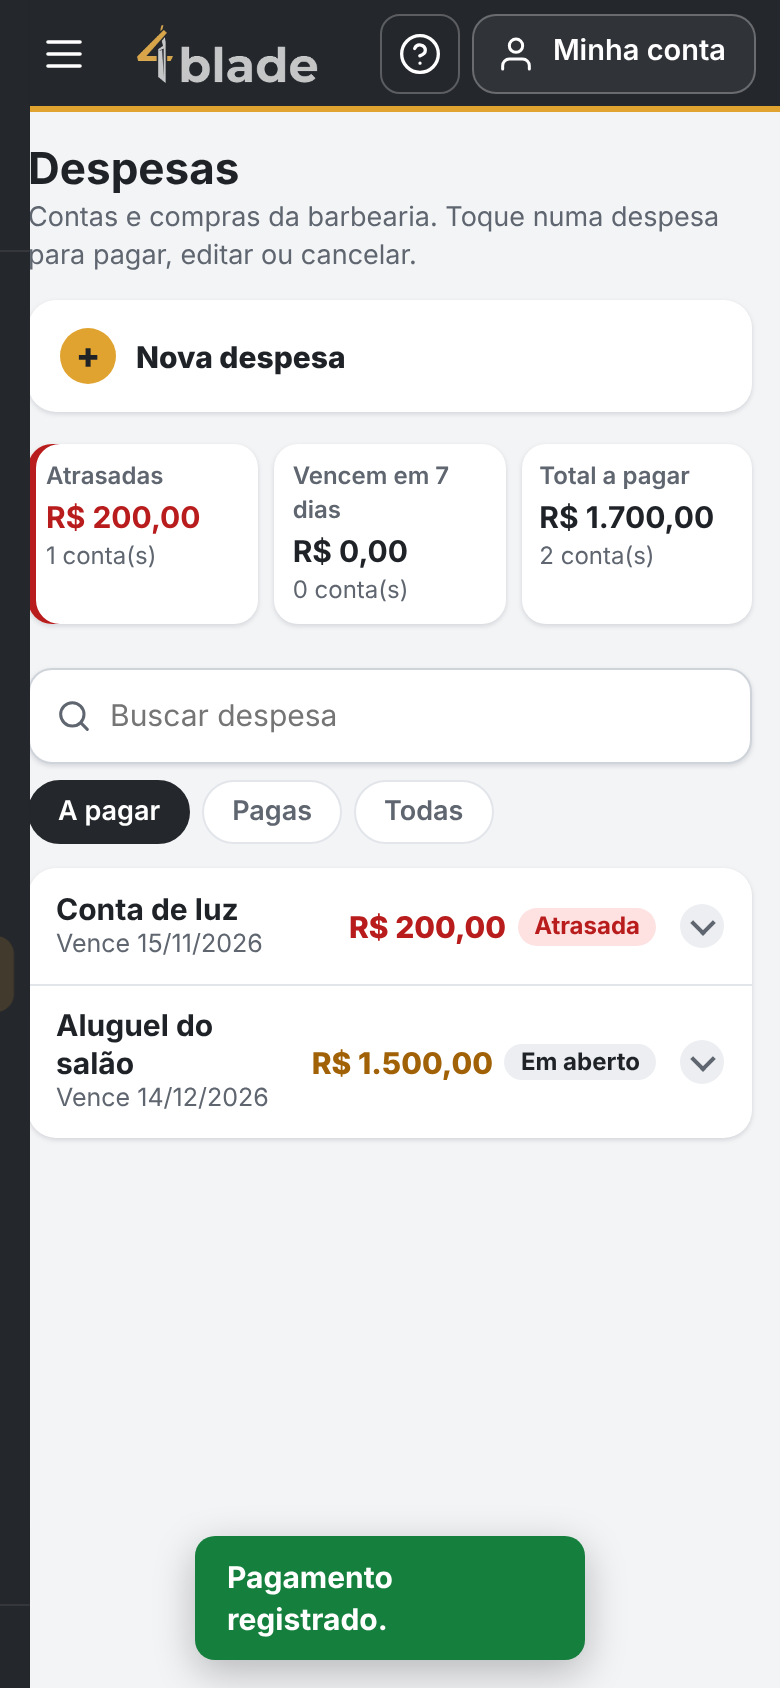 4blade
Minha conta
Despesas
Contas e compras da barbearia. Toque numa despesa
para pagar, editar ou cancelar.
+ Nova despesa
Atrasadas
R$ 200,00
1 conta(s)
Vencem em 7
dias
R$ 0,00
0 conta(s)
Total a pagar
R$ 1.700,00
2 conta(s)
Buscar despesa
A pagar
Pagas
Todas
Conta de luz
Vence 15/11/2026
R$ 200,00
Atrasada
Aluguel do
salão
Vence 14/12/2026
R$ 1.500,00
Em aberto
Pagamento
registrado.